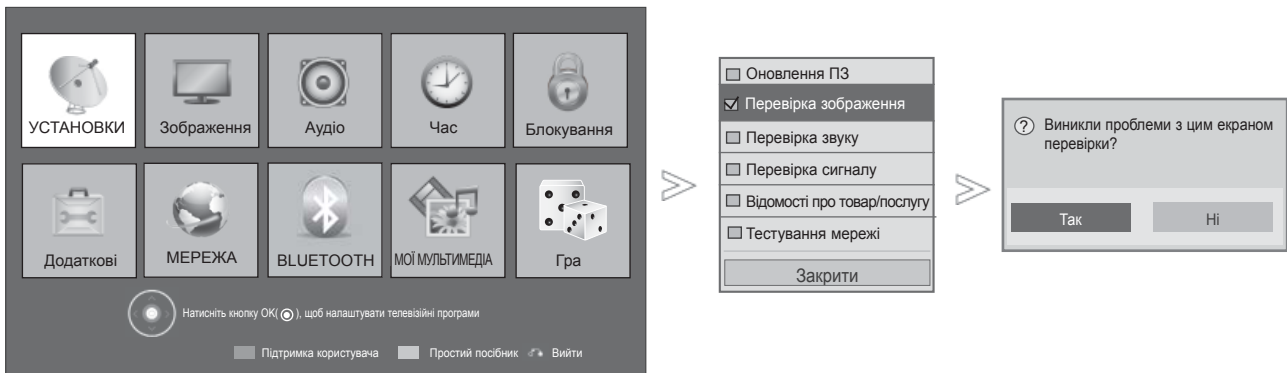 УСТАНОВКИ
Зображення
Аудіо
Час
Блокування
Додаткові
МЕРЕЖА
BLUETOOTH
МОЇ МУЛЬТИМЕДІА
Гра
Натисніть кнопку OK( ), щоб налаштувати телевізійні програми
Підтримка користувача
Простий посібник
Вийти
Оновлення ПЗ
Перевірка зображення
Перевірка звуку
Перевірка сигналу
Відомості про товар/послугу
Тестування мережі
Закрити
? Виникли проблеми з цим екраном
перевірки?
Так
Ні